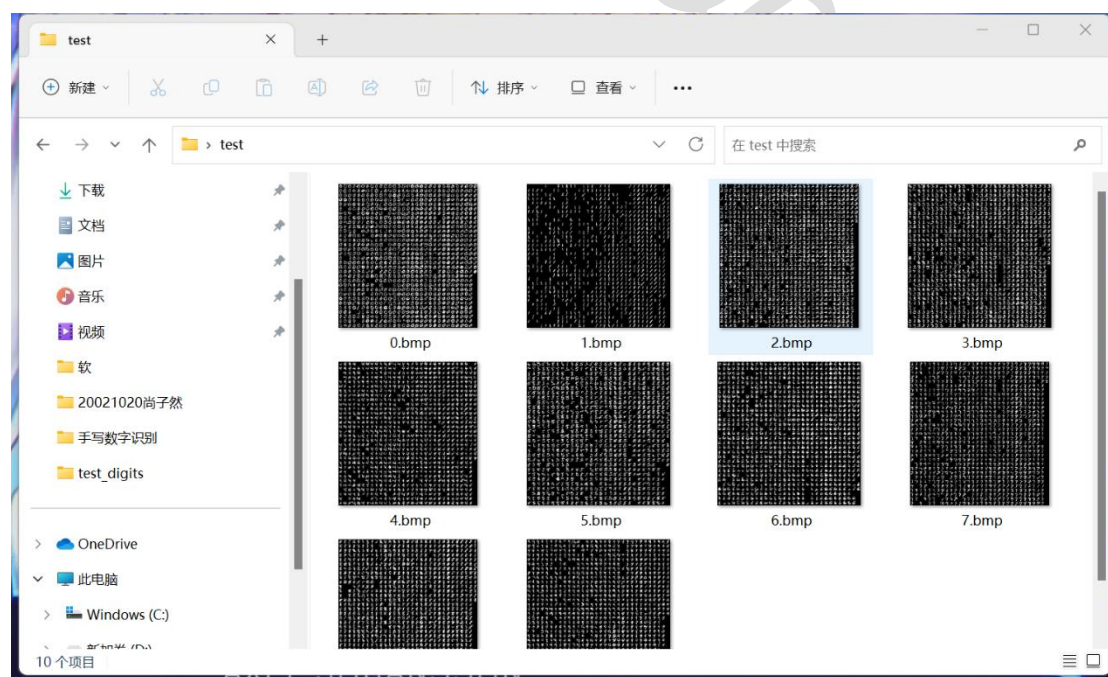 test
新建
排序
查看
test
在 test 中搜索
下载
文档
图片
音乐
视频
软
20021020尚子然
手写数字识别
test_digits
OneDrive
此电脑
Windows (C:)
0.bmp
1.bmp
2.bmp
3.bmp
4.bmp
5.bmp
6.bmp
7.bmp
10 个项目